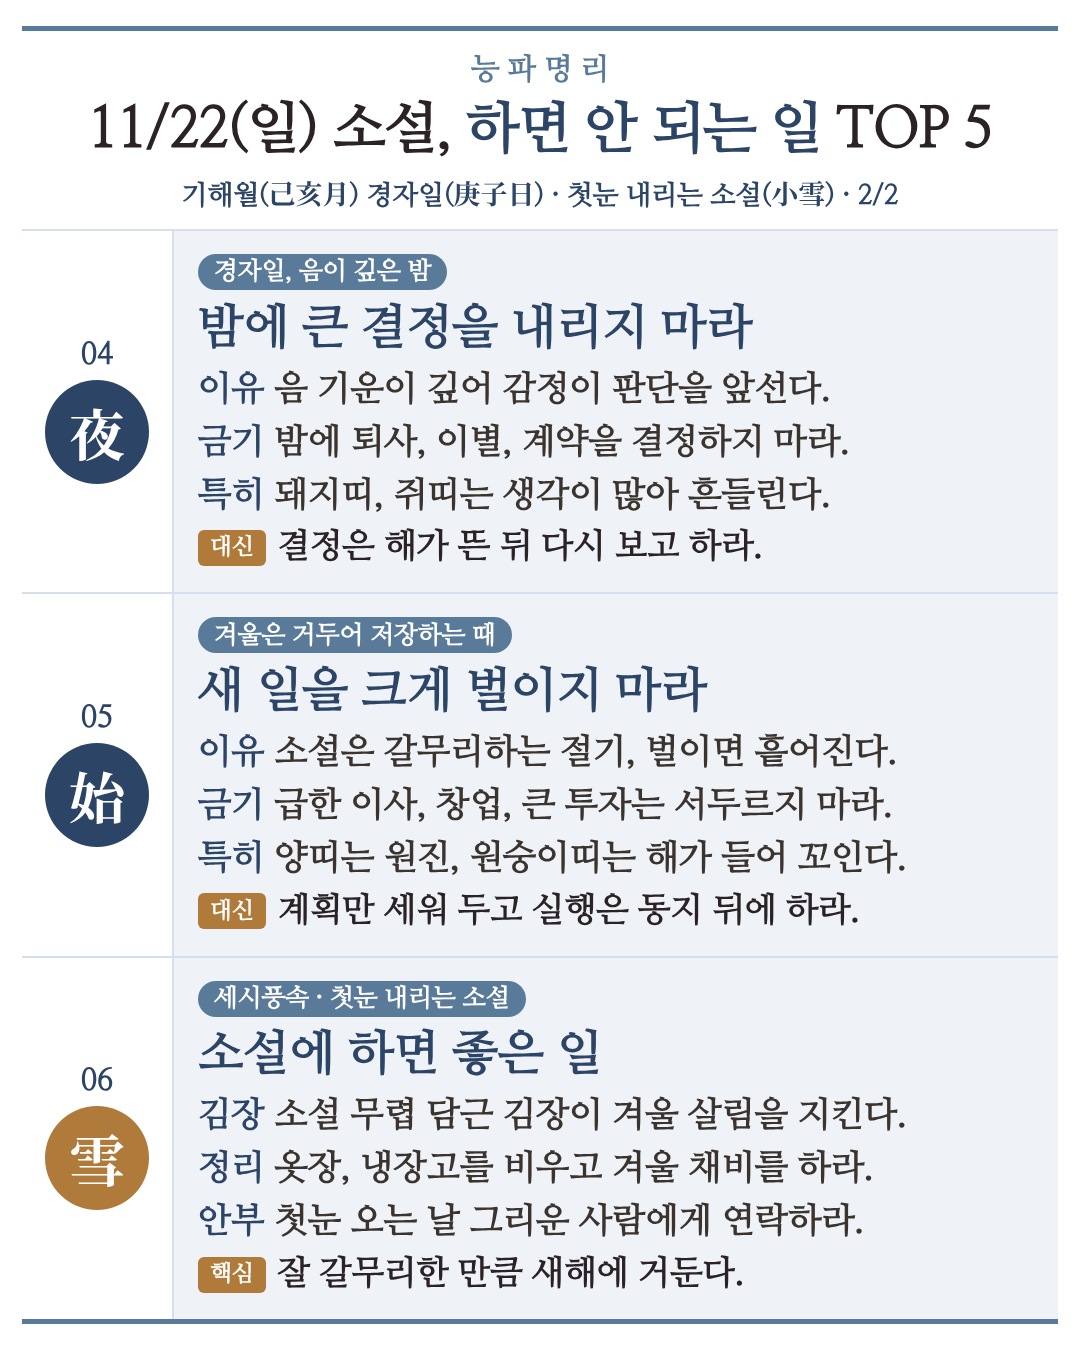 능파명리
11/22(일) 소설, 하면 안 되는 일 TOP 5
기해월(己亥月) 경자일(庚子日) · 첫눈 내리는 소설(小雪) · 2/2
04
夜
경자일, 음이 깊은 밤
밤에 큰 결정을 내리지 마라
이유 음 기운이 깊어 감정이 판단을 앞선다.
금기 밤에 퇴사, 이별, 계약을 결정하지 마라.
특히 돼지띠, 쥐띠는 생각이 많아 흔들린다.
대신 결정은 해가 뜬 뒤 다시 보고 하라.
05
始
겨울은 거두어 저장하는 때
새 일을 크게 벌이지 마라
이유 소설은 갈무리하는 절기, 벌이면 흩어진다.
금기 급한 이사, 창업, 큰 투자는 서두르지 마라.
특히 양띠는 원진, 원숭이띠는 해가 들어 꼬인다.
대신 계획만 세워 두고 실행은 동지 뒤에 하라.
06
雪
세시풍속 · 첫눈 내리는 소설
소설에 하면 좋은 일
김장 소설 무렵 담근 김장이 겨울 살림을 지킨다.
정리 옷장, 냉장고를 비우고 겨울 채비를 하라.
안부 첫눈 오는 날 그리운 사람에게 연락하라.
핵심 잘 갈무리한 만큼 새해에 거둔다.